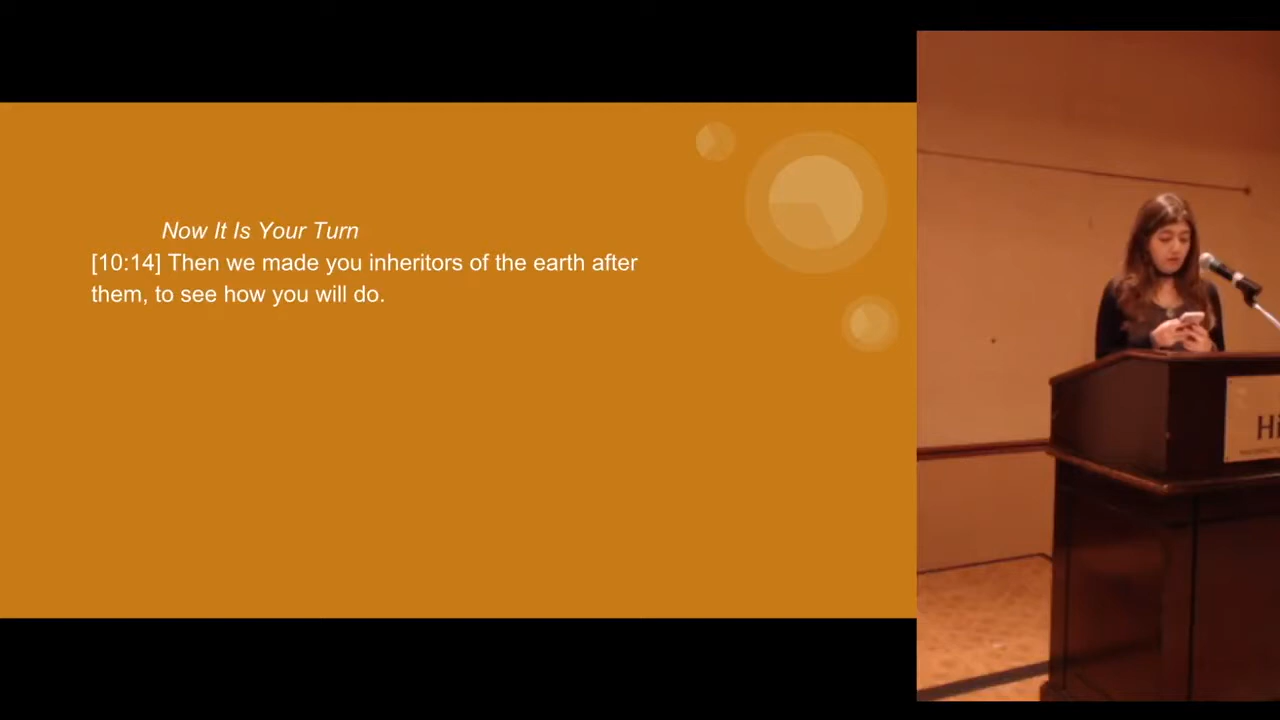 Now It Is Your Turn
[10:14] Then we made you inheritors of the earth after
them, to see how you will do.
Hi